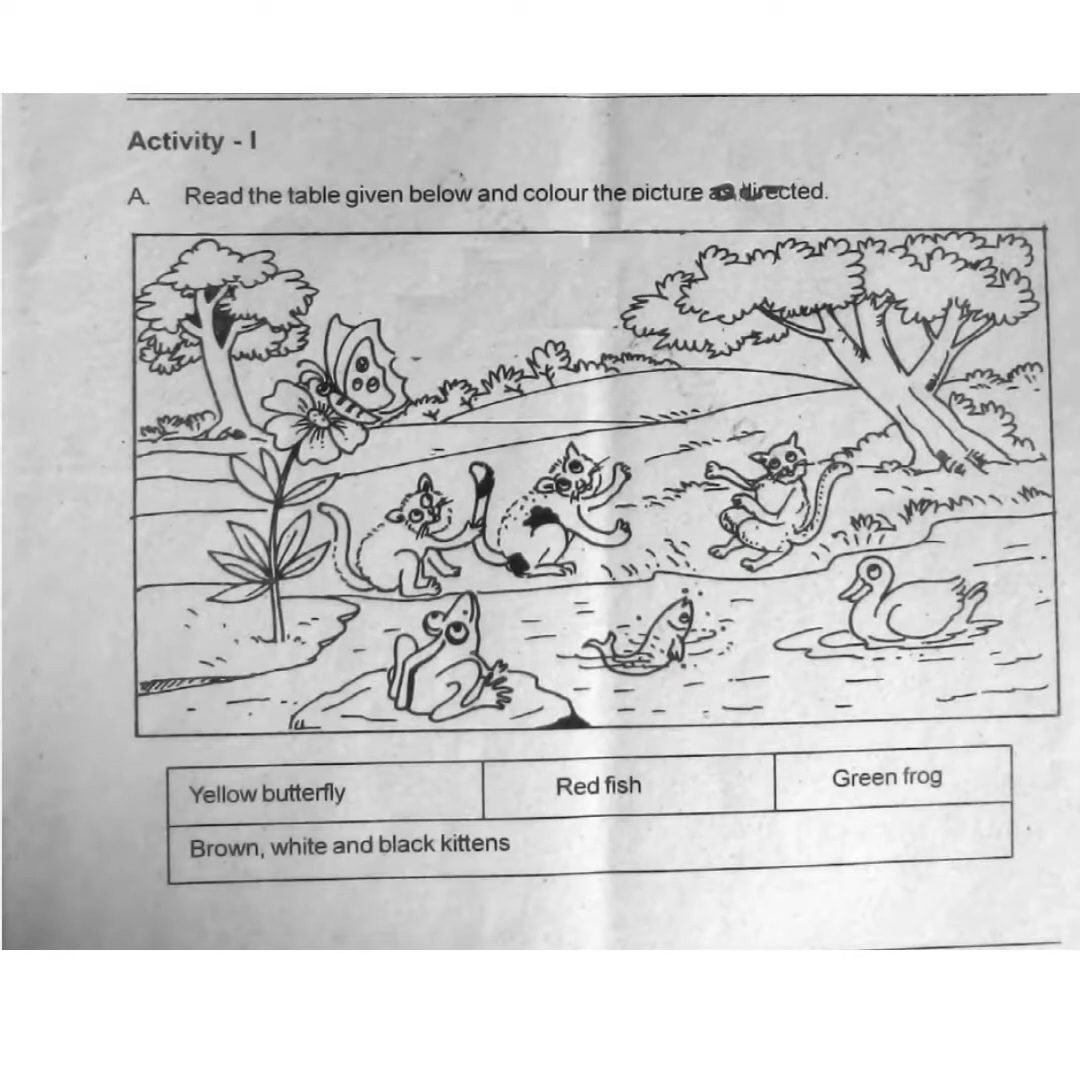 Activity - I
A. Read the table given below and colour the picture as directed.
Yellow butterfly
Red fish
Green frog
Brown, white and black kittens